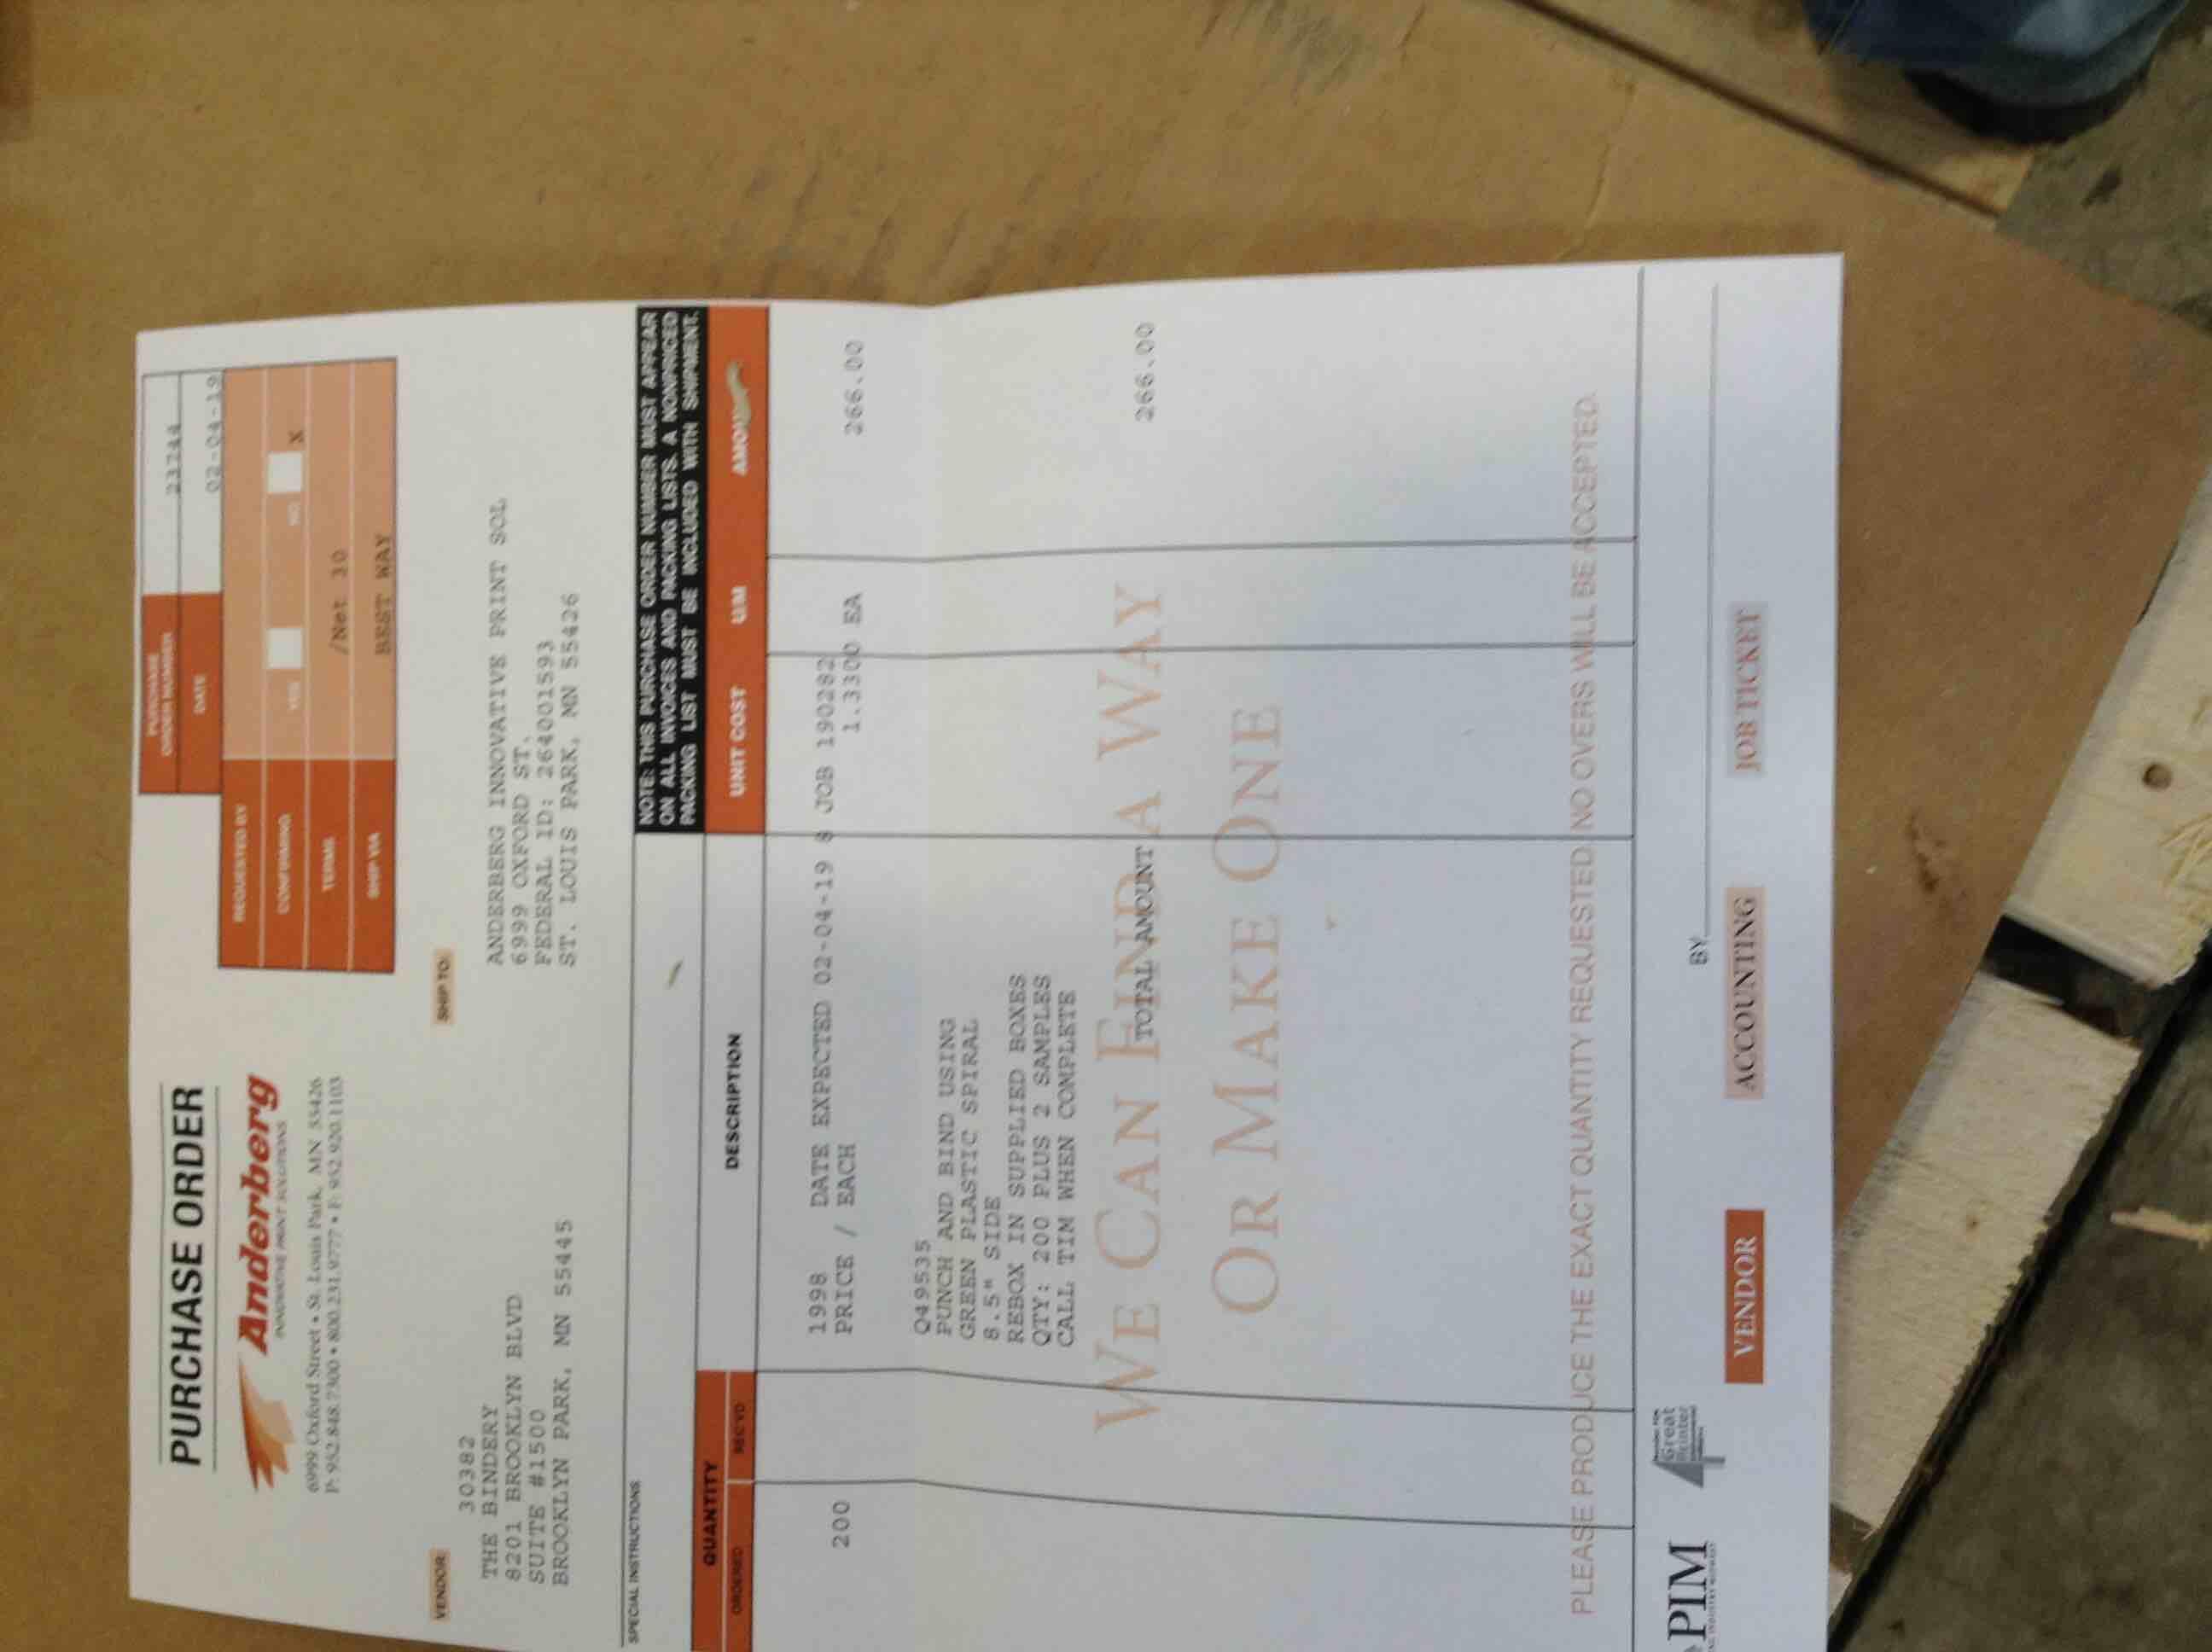 PURCHASE ORDER
Anderberg
INNOVATIVE PRINT SOLUTIONS
6999 Oxford Street • St. Louis Park, MN 55426
P: 952.848.7300 • 800.231.9777 • F: 952.920.1103
PURCHASE
ORDER NUMBER
23744
DATE
02-04-19
REQUESTED BY
CONFIRMING
YES
NO
X
TERMS
/Net 30
SHIP VIA
BEST WAY
VENDOR:
30382
THE BINDERY
8201 BROOKLYN BLVD
SUITE #1500
BROOKLYN PARK, MN 55445
SHIP TO:
ANDERBERG INNOVATIVE PRINT SOL
6999 OXFORD ST.
FEDERAL ID: 264001593
ST. LOUIS PARK, MN 55426
SPECIAL INSTRUCTIONS
NOTE: THIS PURCHASE ORDER NUMBER MUST APPEAR
ON ALL INVOICES AND PACKING LISTS. A NONPRICED
PACKING LIST MUST BE INCLUDED WITH SHIPMENT.
QUANTITY
ORDERED
REC'VD
DESCRIPTION
UNIT COST
U/M
1998 DATE EXPECTED 02-04-19 8 JOB 190282
200 PRICE / EACH 1.3300 EA 266.00
Q49535
PUNCH AND BIND USING
GREEN PLASTIC SPIRAL
8.5" SIDE
REBOX IN SUPPLIED BOXES
QTY: 200 PLUS 2 SAMPLES
CALL TIM WHEN COMPLETE
WE CAN FIND A WAY
TOTAL AMOUNT 266.00
OR MAKE ONE
PLEASE PRODUCE THE EXACT QUANTITY REQUESTED. NO OVERS WILL BE ACCEPTED.
PIM
Great
Printer
BY
VENDOR
ACCOUNTING
JOB TICKET